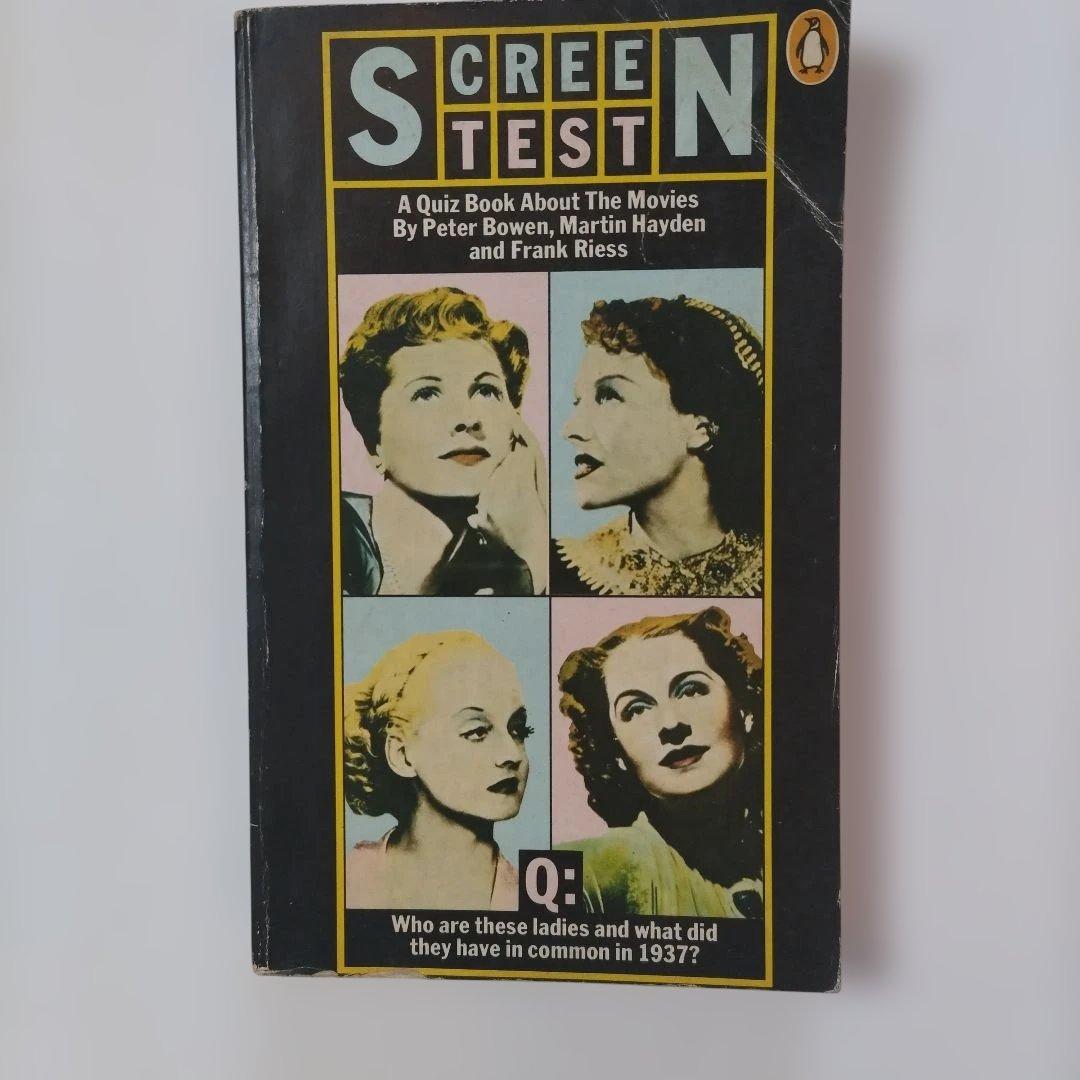 SCREEN
TEST
A Quiz Book About The Movies
By Peter Bowen, Martin Hayden
and Frank Riess
Q:
Who are these ladies and what did
they have in common in 1937?